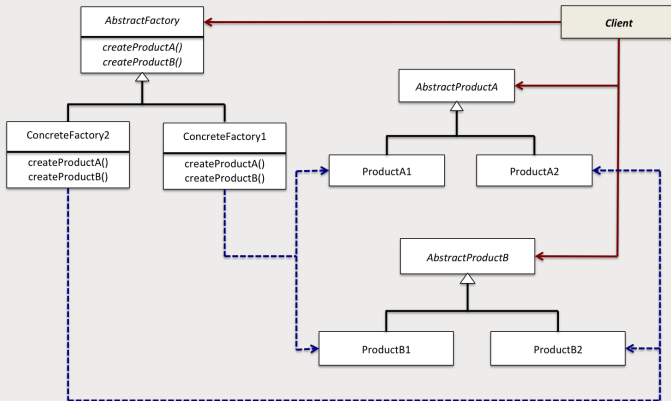 AbstractFactory
createProductA()
createProductB()
Client
AbstractProductA
ConcreteFactory2
createProductA()
createProductB()
ConcreteFactory1
createProductA()
createProductB()
ProductA1
ProductA2
AbstractProductB
ProductB1
ProductB2